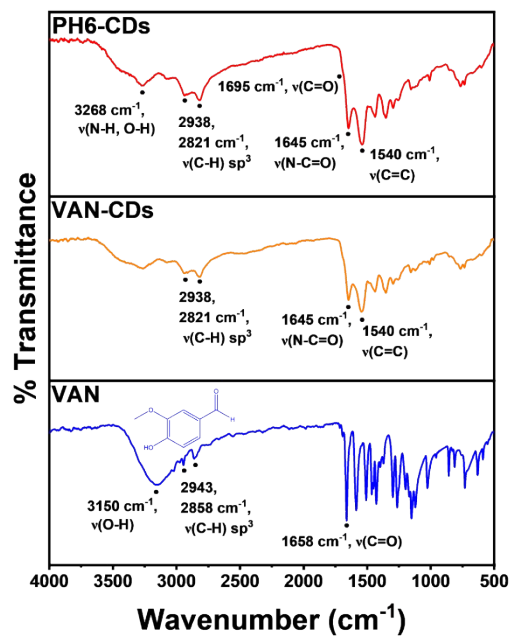 PH6-CDs
3268 cm⁻¹,
ν(N-H, O-H)
2938,
2821 cm⁻¹,
ν(C-H) sp³
1695 cm⁻¹, ν(C=O)
1645 cm⁻¹,
ν(N-C=O)
1540 cm⁻¹,
ν(C=C)
VAN-CDs
2938,
2821 cm⁻¹,
ν(C-H) sp³
1645 cm⁻¹,
ν(N-C=O)
1540 cm⁻¹,
ν(C=C)
VAN
O
O
H
HO
3150 cm⁻¹,
ν(O-H)
2943,
2858 cm⁻¹,
ν(C-H) sp³
1658 cm⁻¹, ν(C=O)
% Transmittance
4000 3500 3000 2500 2000 1500 1000 500
Wavenumber (cm⁻¹)